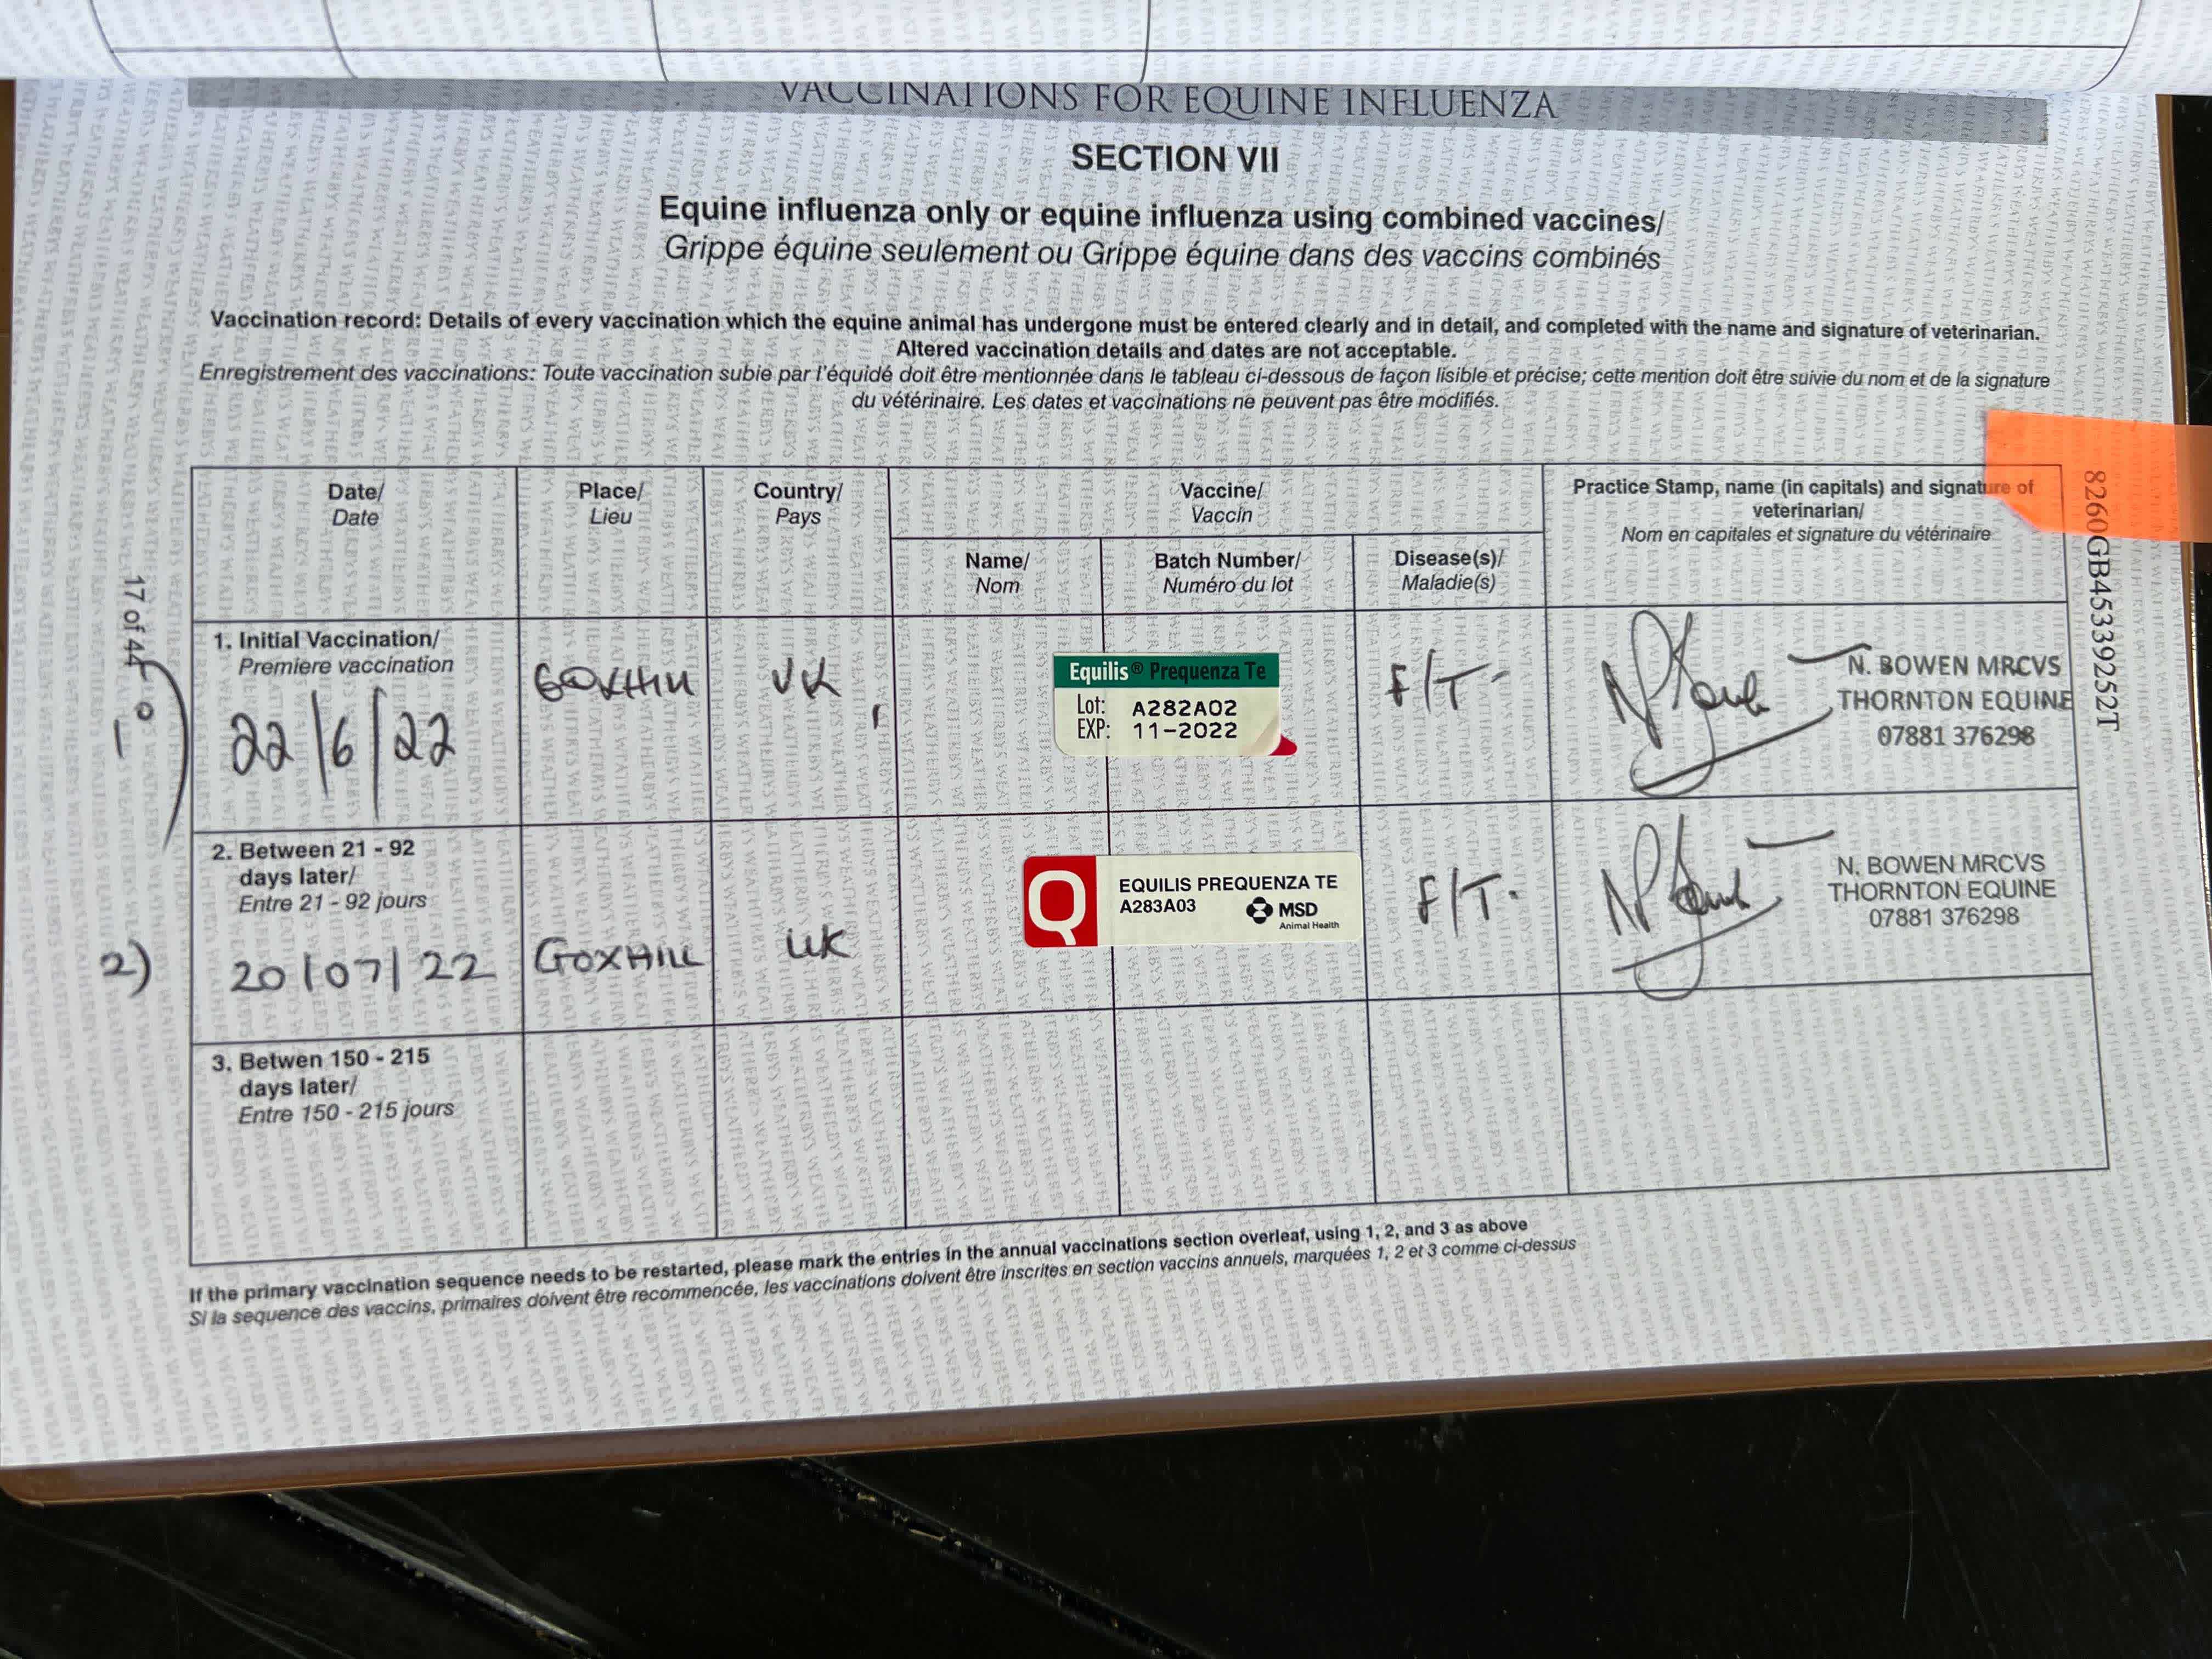 VACCINATIONS FOR EQUINE INFLUENZA
SECTION VII
Equine influenza only or equine influenza using combined vaccines/
Grippe équine seulement ou Grippe équine dans des vaccins combinés
Vaccination record: Details of every vaccination which the equine animal has undergone must be entered clearly and in detail, and completed with the name and signature of veterinarian.
Altered vaccination details and dates are not acceptable.
Enregistrement des vaccinations: Toute vaccination subie par l'équidé doit être mentionnée dans le tableau ci-dessous de façon lisible et précise; cette mention doit être suivie du nom et de la signature
du vétérinaire. Les dates et vaccinations ne peuvent pas être modifiés.
Date/
Date
Place/
Lieu
Country/
Pays
Vaccine/
Vaccin
Name/
Nom
Batch Number/
Numéro du lot
Disease(s)/
Maladie(s)
Practice Stamp, name (in capitals) and signature of
veterinarian/
Nom en capitales et signature du vétérinaire
1. Initial Vaccination/
Premiere vaccination
22/6/22
GOXHILL
UK
Equilis® Prequenza Te
Lot: A282A02
EXP: 11-2022
F/T
N. BOWEN MRCVS
THORNTON EQUINE
07881 376298
2. Between 21 - 92
days later/
Entre 21 - 92 jours
2)
20/07/22
GOXHILL
UK
Q
EQUILIS PREQUENZA TE
A283A03
MSD
Animal Health
F/T
N. BOWEN MRCVS
THORNTON EQUINE
07881 376298
3. Betwen 150 - 215
days later/
Entre 150 - 215 jours
If the primary vaccination sequence needs to be restarted, please mark the entries in the annual vaccinations section overleaf, using 1, 2, and 3 as above
Si la sequence des vaccins, primaires doivent être recommencée, les vaccinations doivent être inscrites en section vaccins annuels, marquées 1, 2 et 3 comme ci-dessus
17 of 44
8260GB45339252T